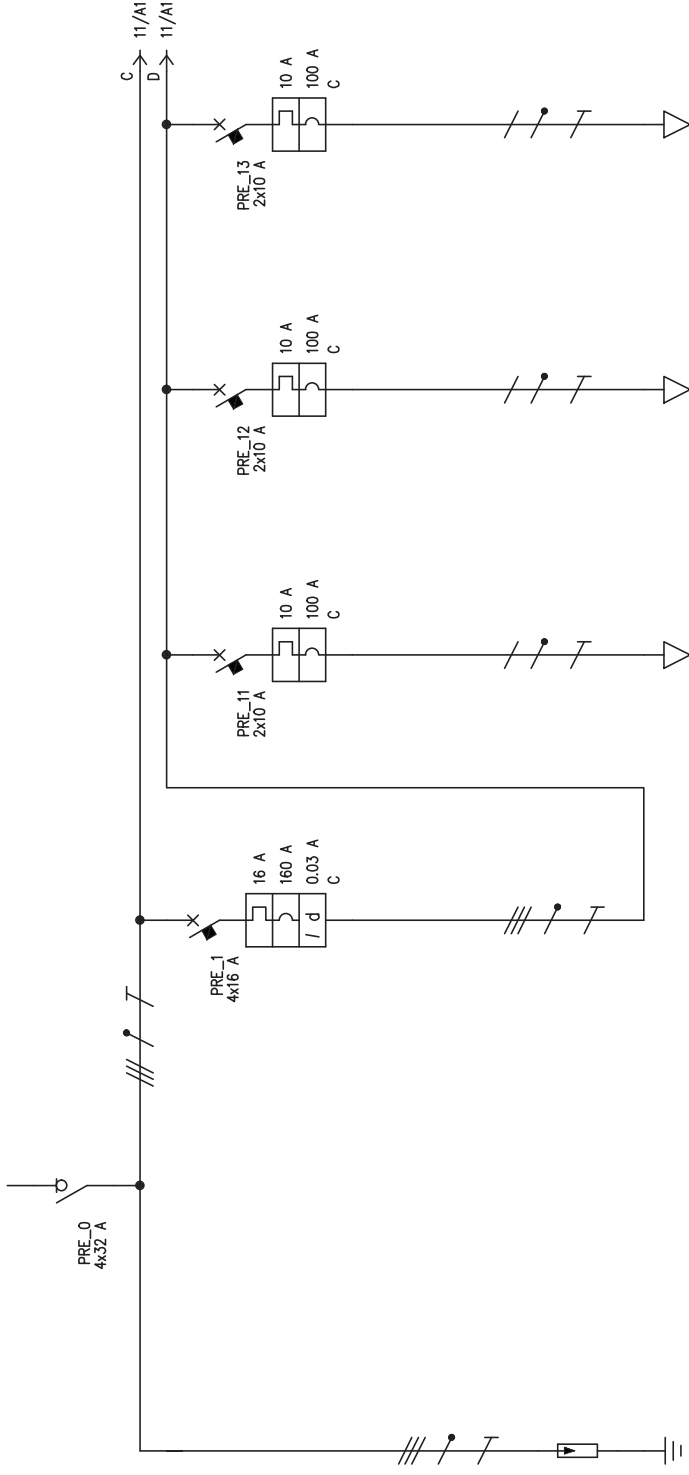 PRE_0
4x32 A
PRE_1
4x16 A
16 A
160 A
0.03 A
C
I d
PRE_11
2x10 A
10 A
100 A
C
PRE_12
2x10 A
10 A
100 A
C
PRE_13
2x10 A
10 A
100 A
C
C
11/A1
D
11/A1